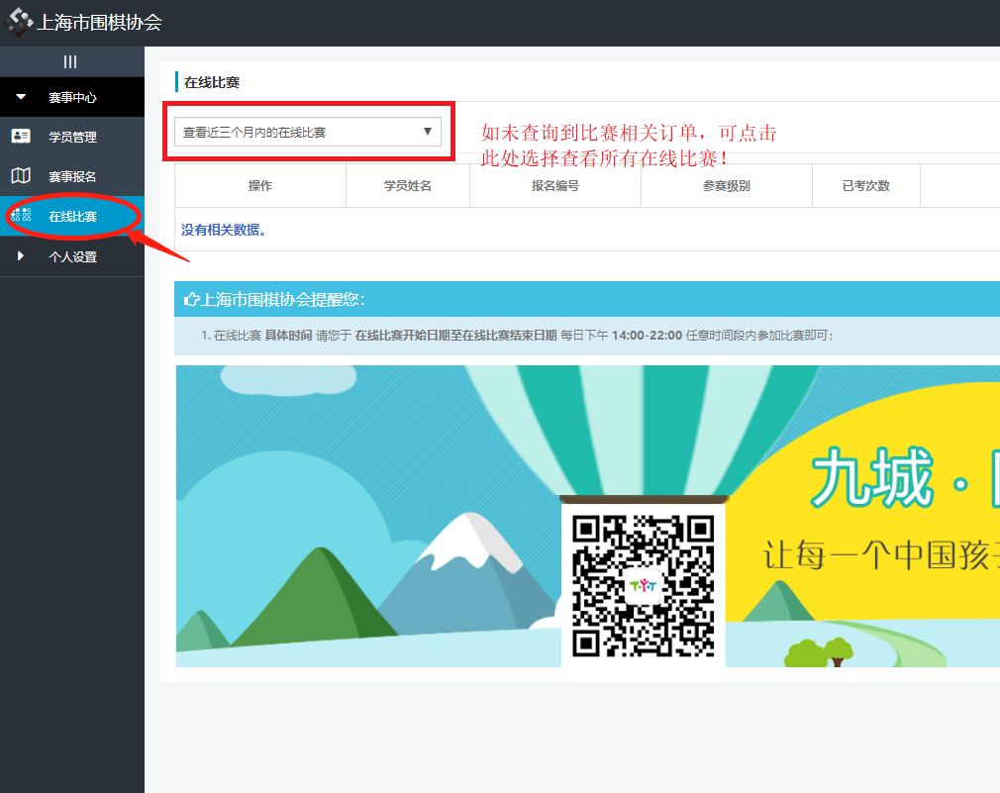 上海市围棋协会
赛事中心
学员管理
赛事报名
在线比赛
个人设置
在线比赛
查看近三个月内的在线比赛
如未查询到比赛相关订单，可点击
此处选择查看所有在线比赛！
操作 学员姓名 报名编号 参赛级别 已考次数
没有相关数据。
上海市围棋协会提醒您：
1. 在线比赛 具体时间 请您于 在线比赛开始日期至在线比赛结束日期 每日下午 14:00-22:00 任意时间段内参加比赛即可；
九城·
让每一个中国孩
T·Y·T